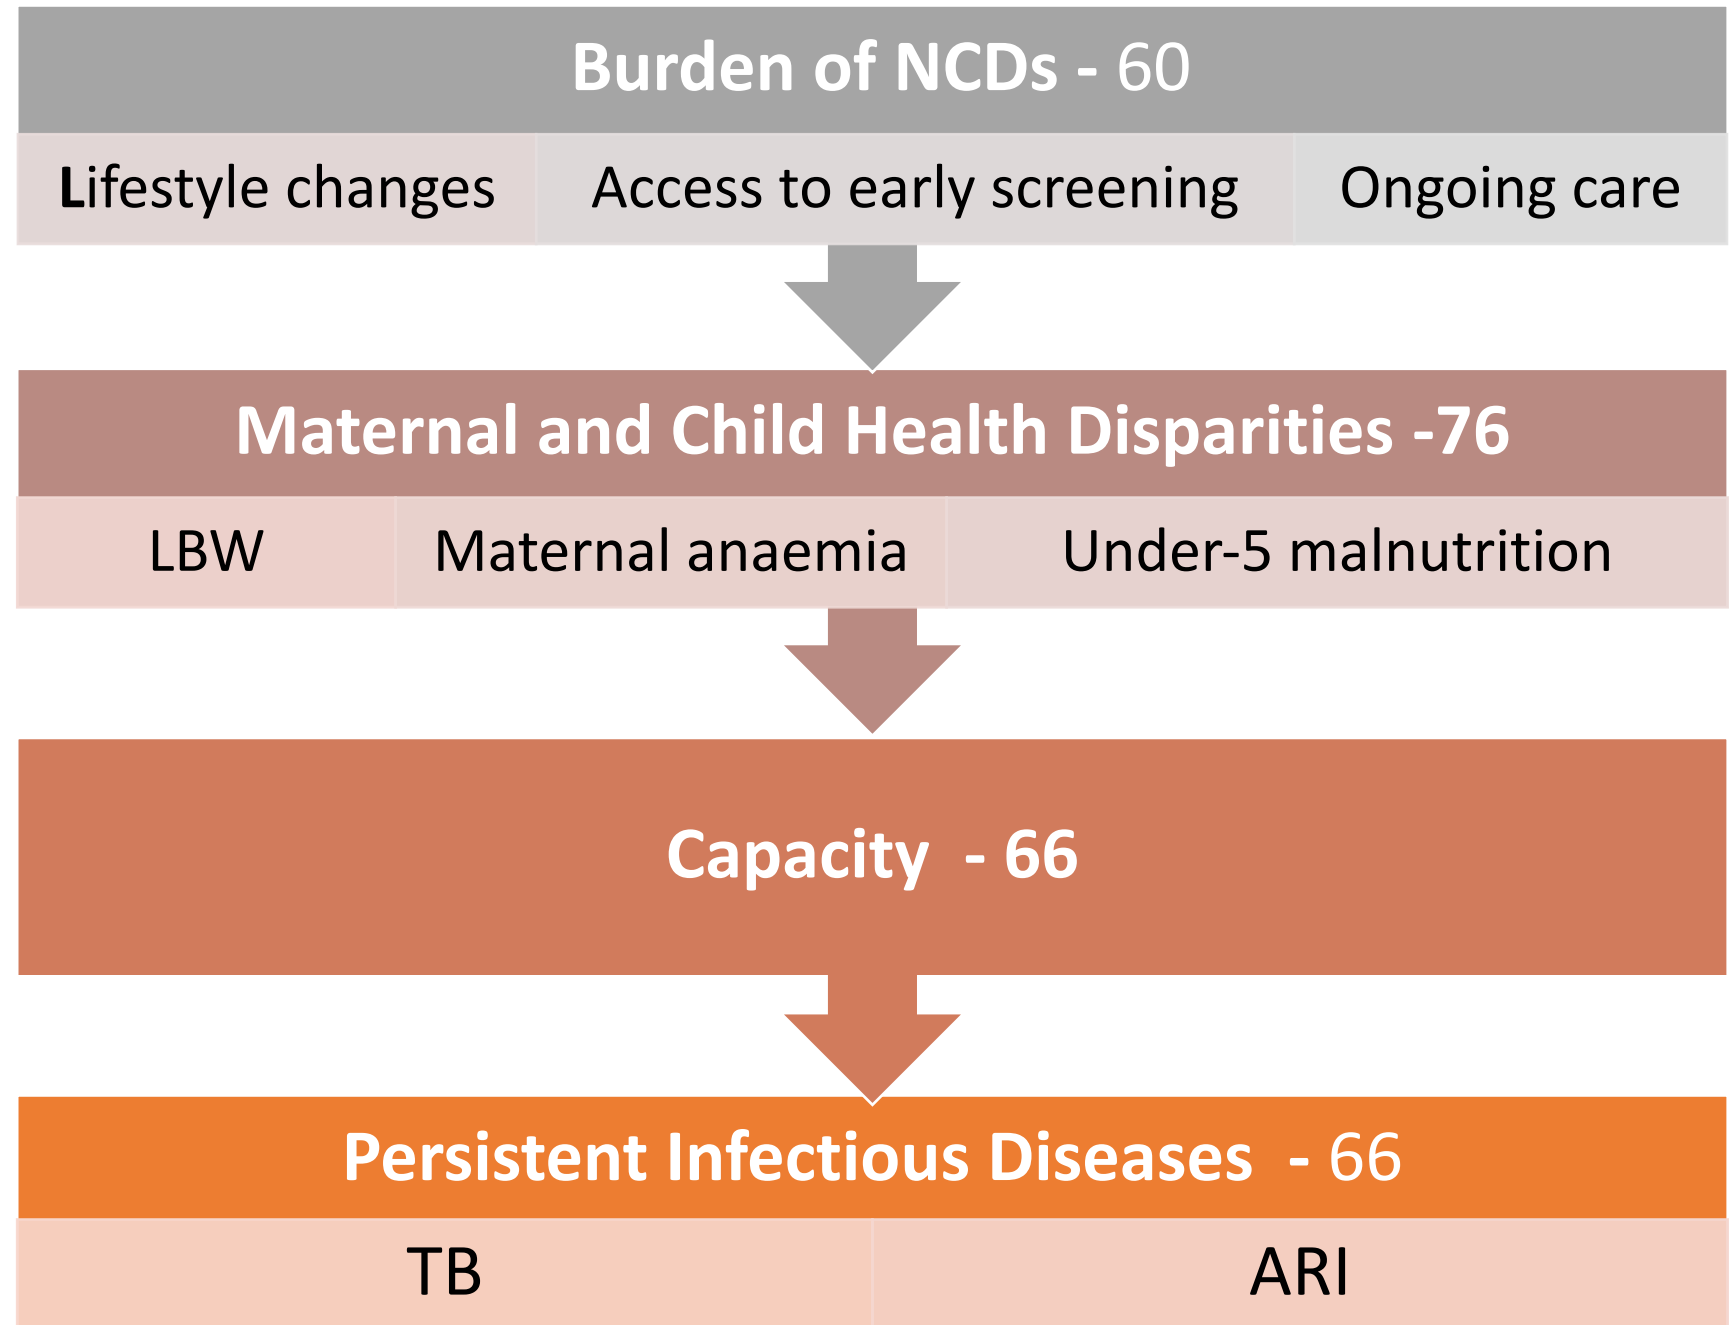 Burden of NCDs - 60
Lifestyle changes
Access to early screening
Ongoing care
Maternal and Child Health Disparities -76
LBW
Maternal anaemia
Under-5 malnutrition
Capacity  - 66
Persistent Infectious Diseases  - 66
TB
ARI